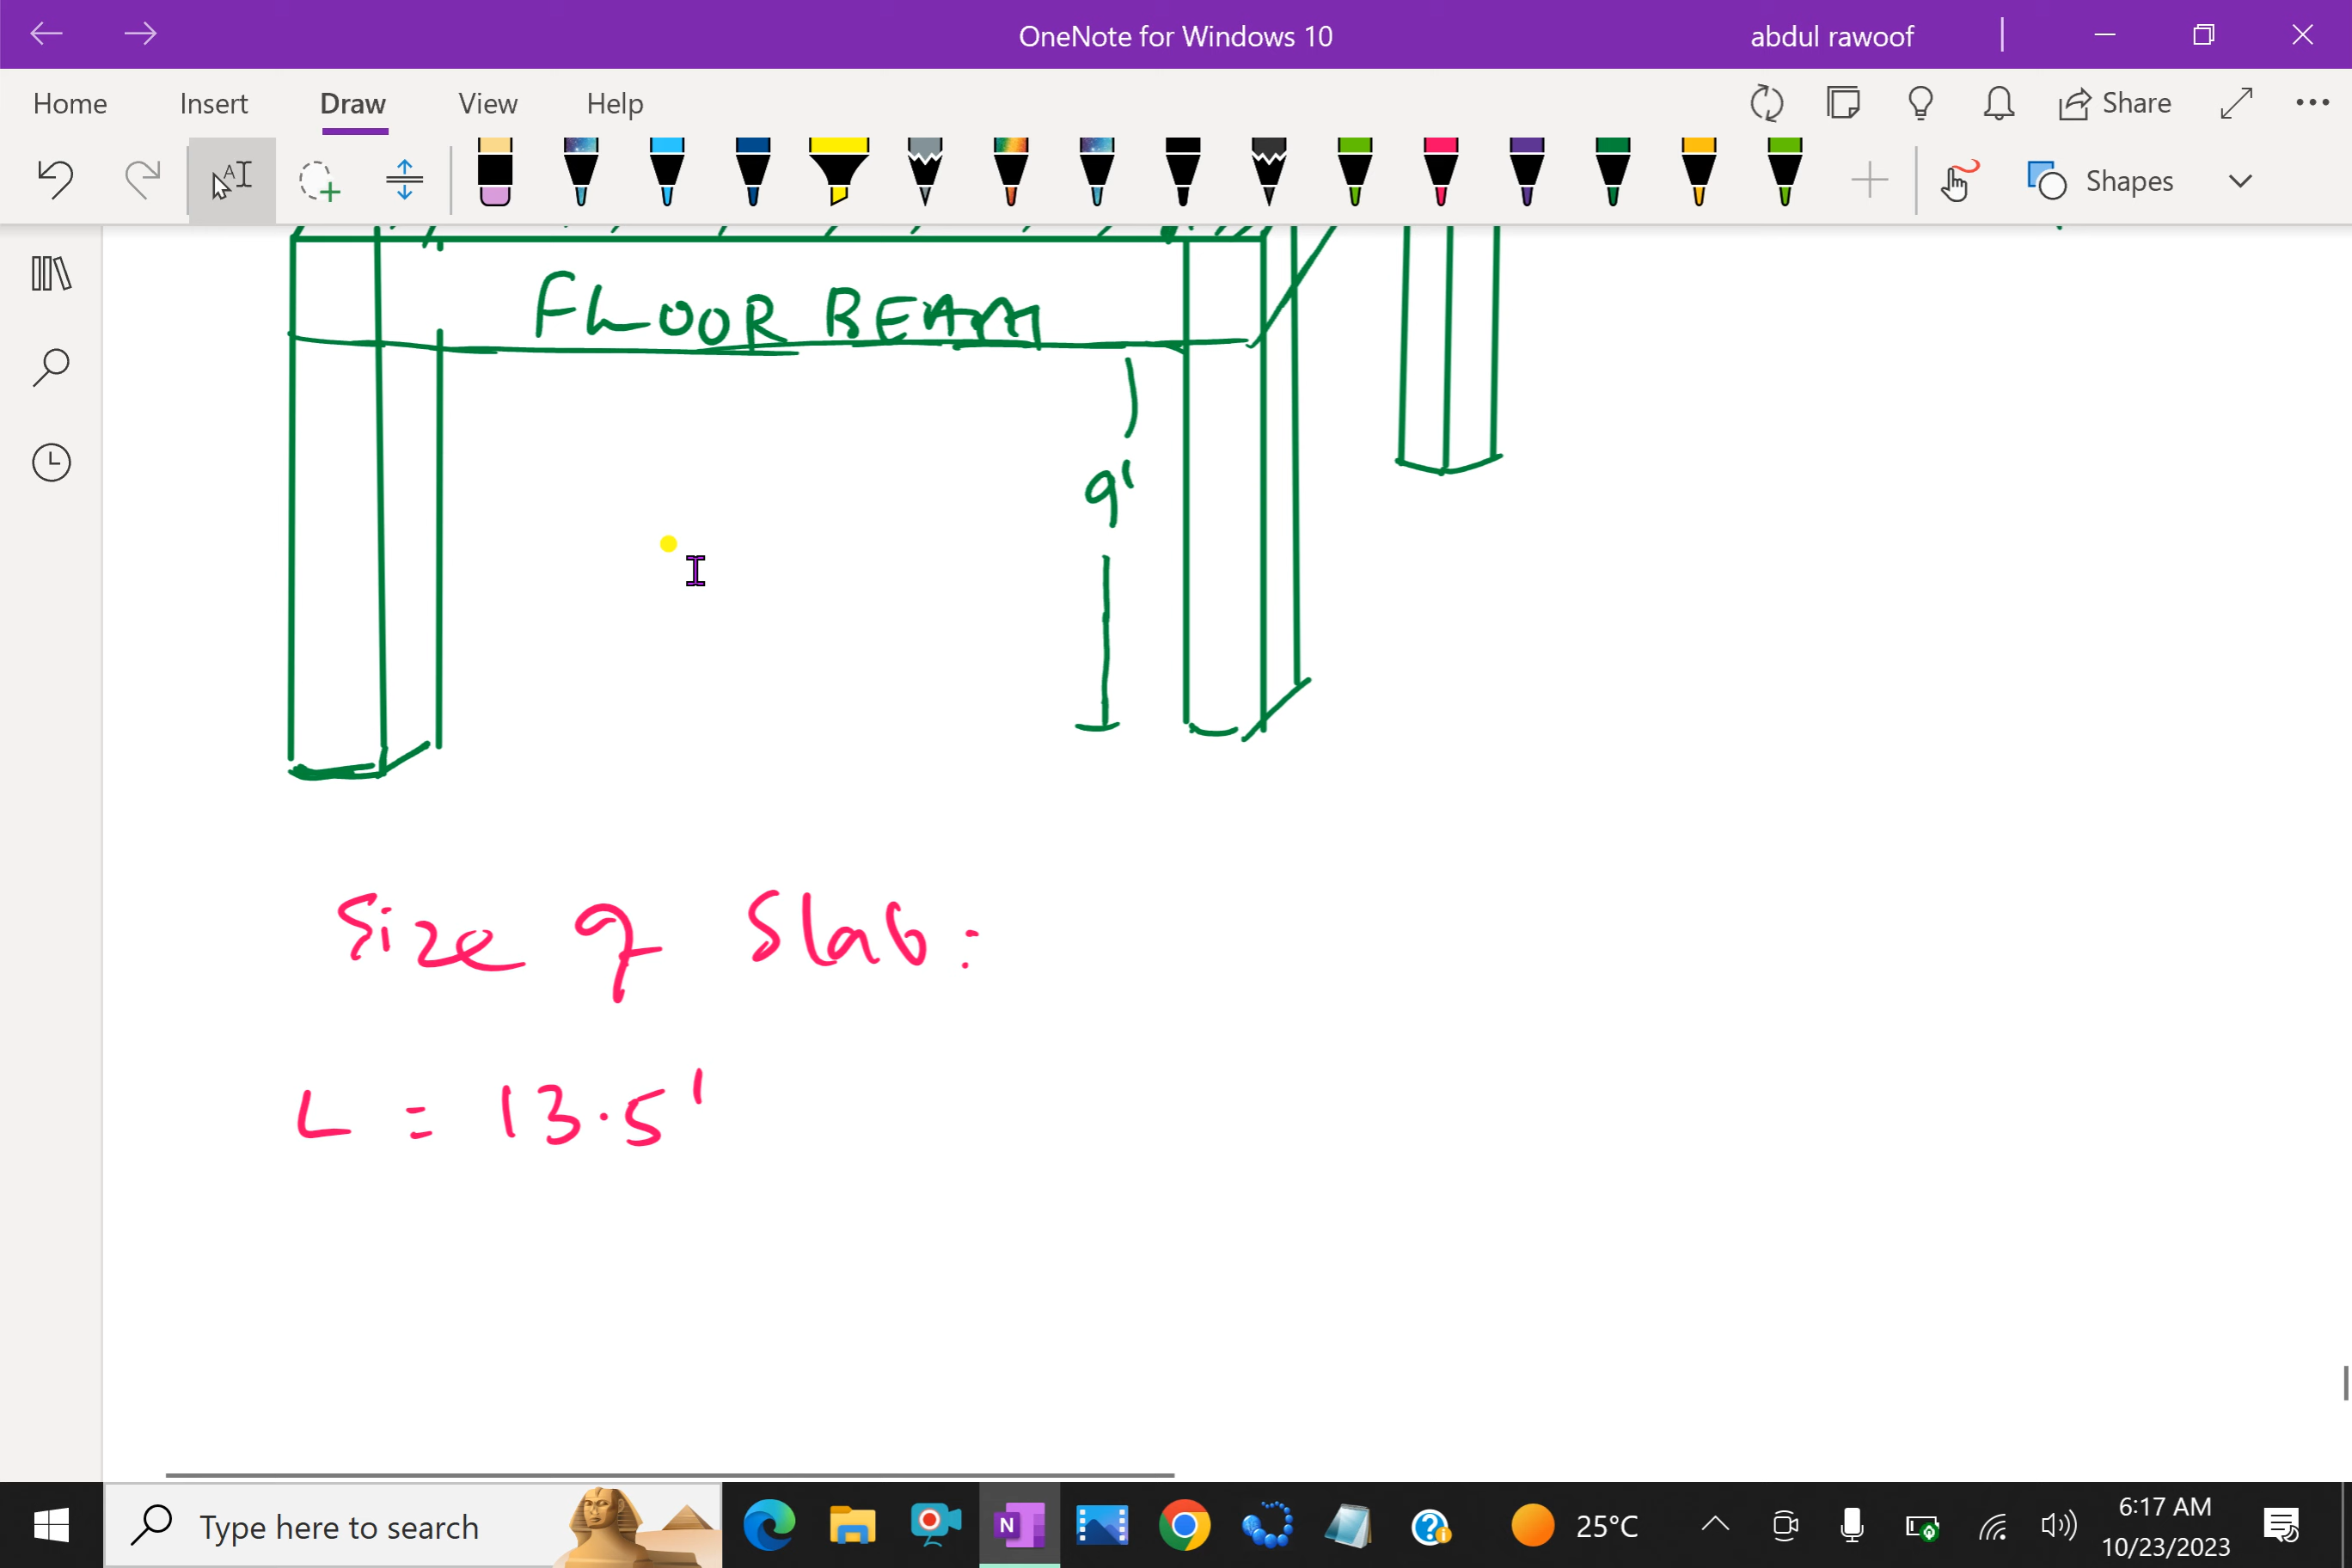 OneNote for Windows 10
abdul rawoof
Home Insert Draw View Help
Share
Shapes
FLOOR BEAM
9'
Size of Slab:
L = 13.5'
Type here to search
25°C
6:17 AM
10/23/2023